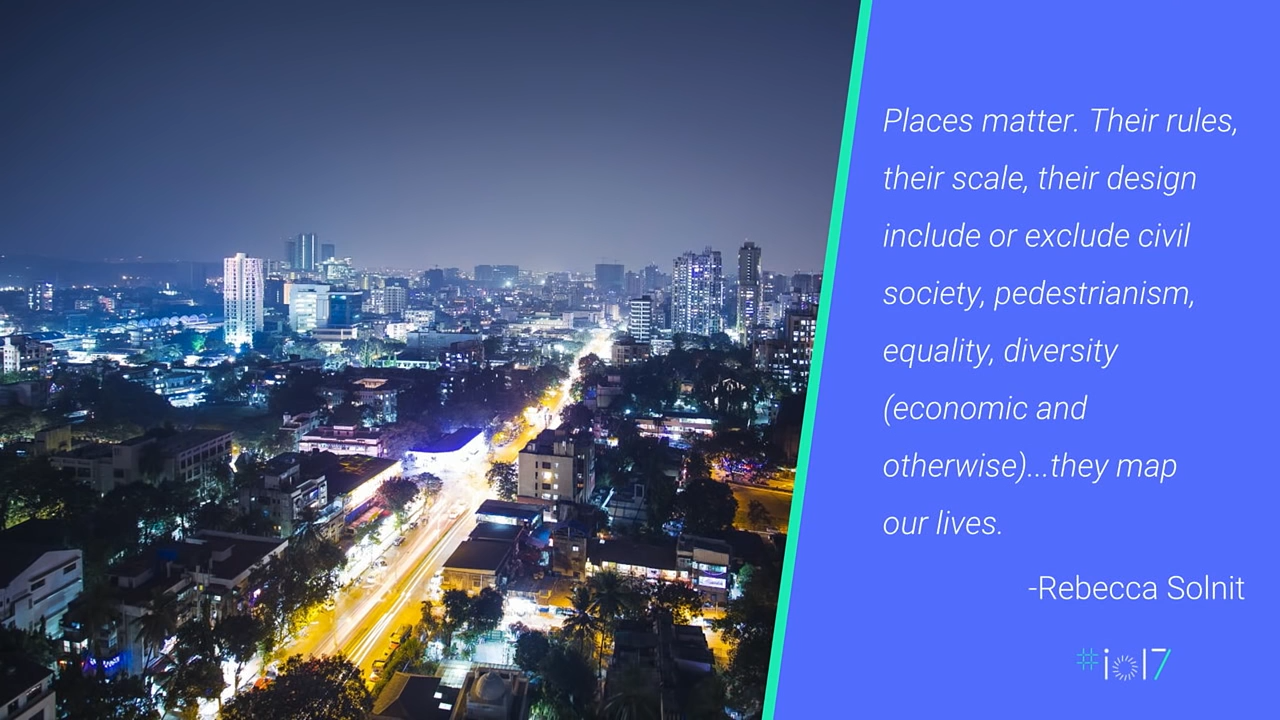 Places matter. Their rules,
their scale, their design
include or exclude civil
society, pedestrianism,
equality, diversity
(economic and
otherwise)...they map
our lives.
-Rebecca Solnit
#io17